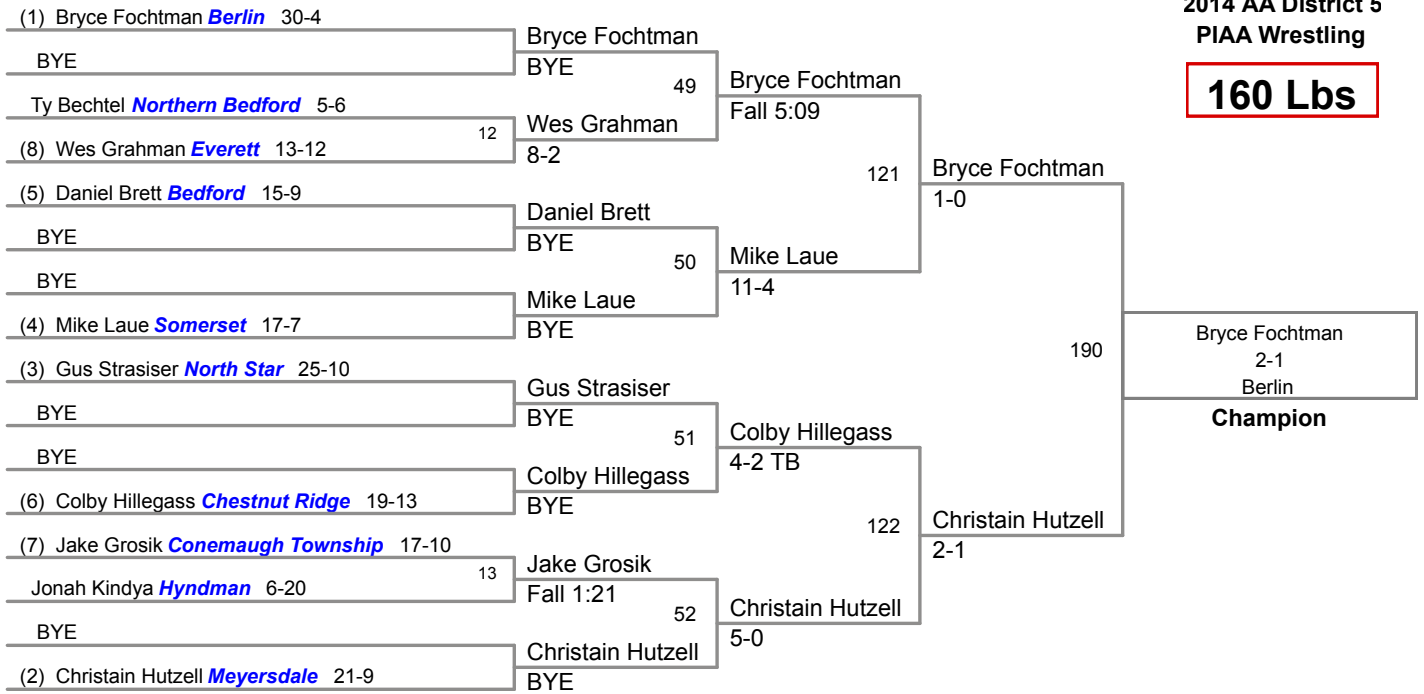 2014 AA District 5
PIAA Wrestling
160 Lbs
(1) Bryce Fochtman Berlin 30-4
BYE
Ty Bechtel Northern Bedford 5-6
(8) Wes Grahman Everett 13-12
(5) Daniel Brett Bedford 15-9
BYE
BYE
(4) Mike Laue Somerset 17-7
(3) Gus Strasiser North Star 25-10
BYE
BYE
(6) Colby Hillegass Chestnut Ridge 19-13
(7) Jake Grosik Conemaugh Township 17-10
Jonah Kindya Hyndman 6-20
BYE
(2) Christain Hutzell Meyersdale 21-9
12
13
Bryce Fochtman
BYE
Wes Grahman
8-2
Daniel Brett
BYE
Mike Laue
BYE
Gus Strasiser
BYE
Colby Hillegass
BYE
Jake Grosik
Fall 1:21
Christain Hutzell
BYE
49
50
51
52
Bryce Fochtman
Fall 5:09
Mike Laue
11-4
Colby Hillegass
4-2 TB
Christain Hutzell
5-0
121
122
Bryce Fochtman
1-0
Christain Hutzell
2-1
190
Bryce Fochtman
2-1
Berlin
Champion